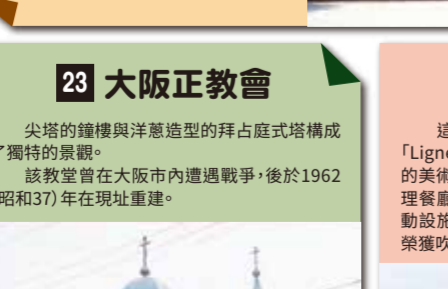 23 大阪正教會
尖塔的鐘樓與洋蔥造型的拜占庭式塔構成
了獨特的景觀。
該教堂曾在大阪市內遭遇戰爭，後於1962
昭和37）年在現址重建。
這
「Ligne
的美術
理餐廳
動設施
榮獲吹